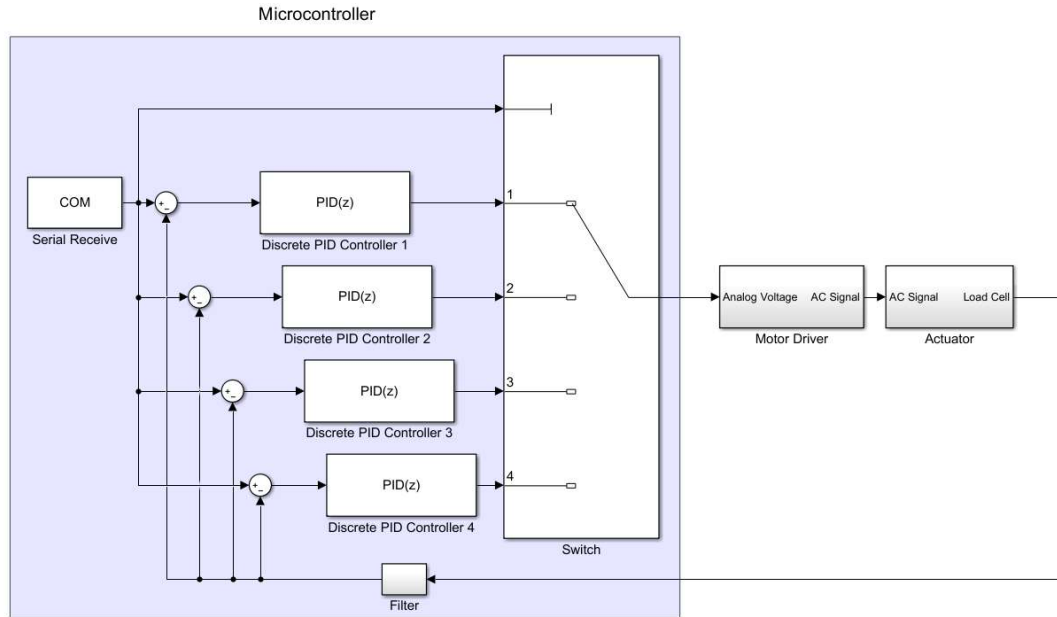 Microcontroller
COM
Serial Receive
+
-
PID(z)
Discrete PID Controller 1
1
+
-
PID(z)
Discrete PID Controller 2
2
+
-
PID(z)
Discrete PID Controller 3
3
+
-
PID(z)
Discrete PID Controller 4
4
Switch
Analog Voltage AC Signal
Motor Driver
AC Signal Load Cell
Actuator
Filter